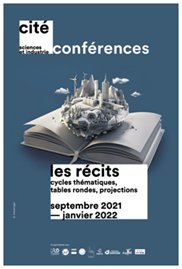 cité
sciences
et industrie
conférences
les récits
cycles thématiques,
tables rondes, projections
septembre 2021
— janvier 2022